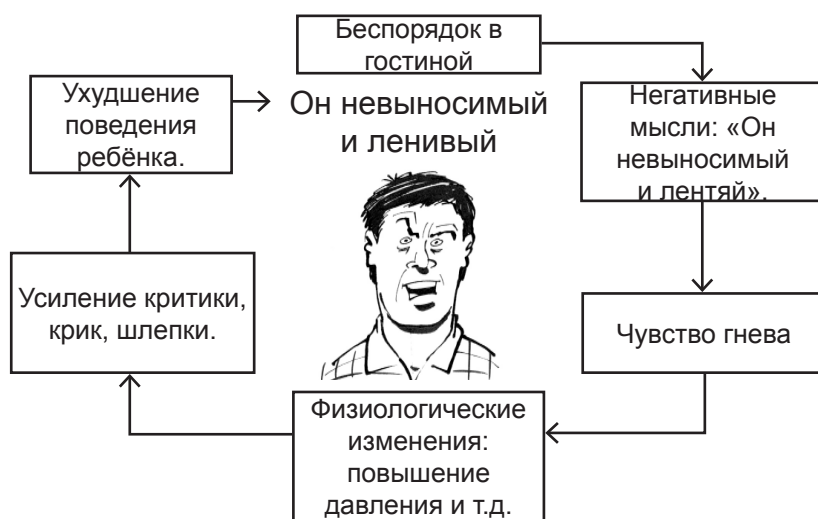 Беспорядок в
гостиной
Негативные
мысли: «Он
невыносимый
и лентяй».
Чувство гнева
Физиологические
изменения:
повышение
давления и т.д.
Усиление критики,
крик, шлепки.
Ухудшение
поведения
ребёнка.
Он невыносимый
и ленивый